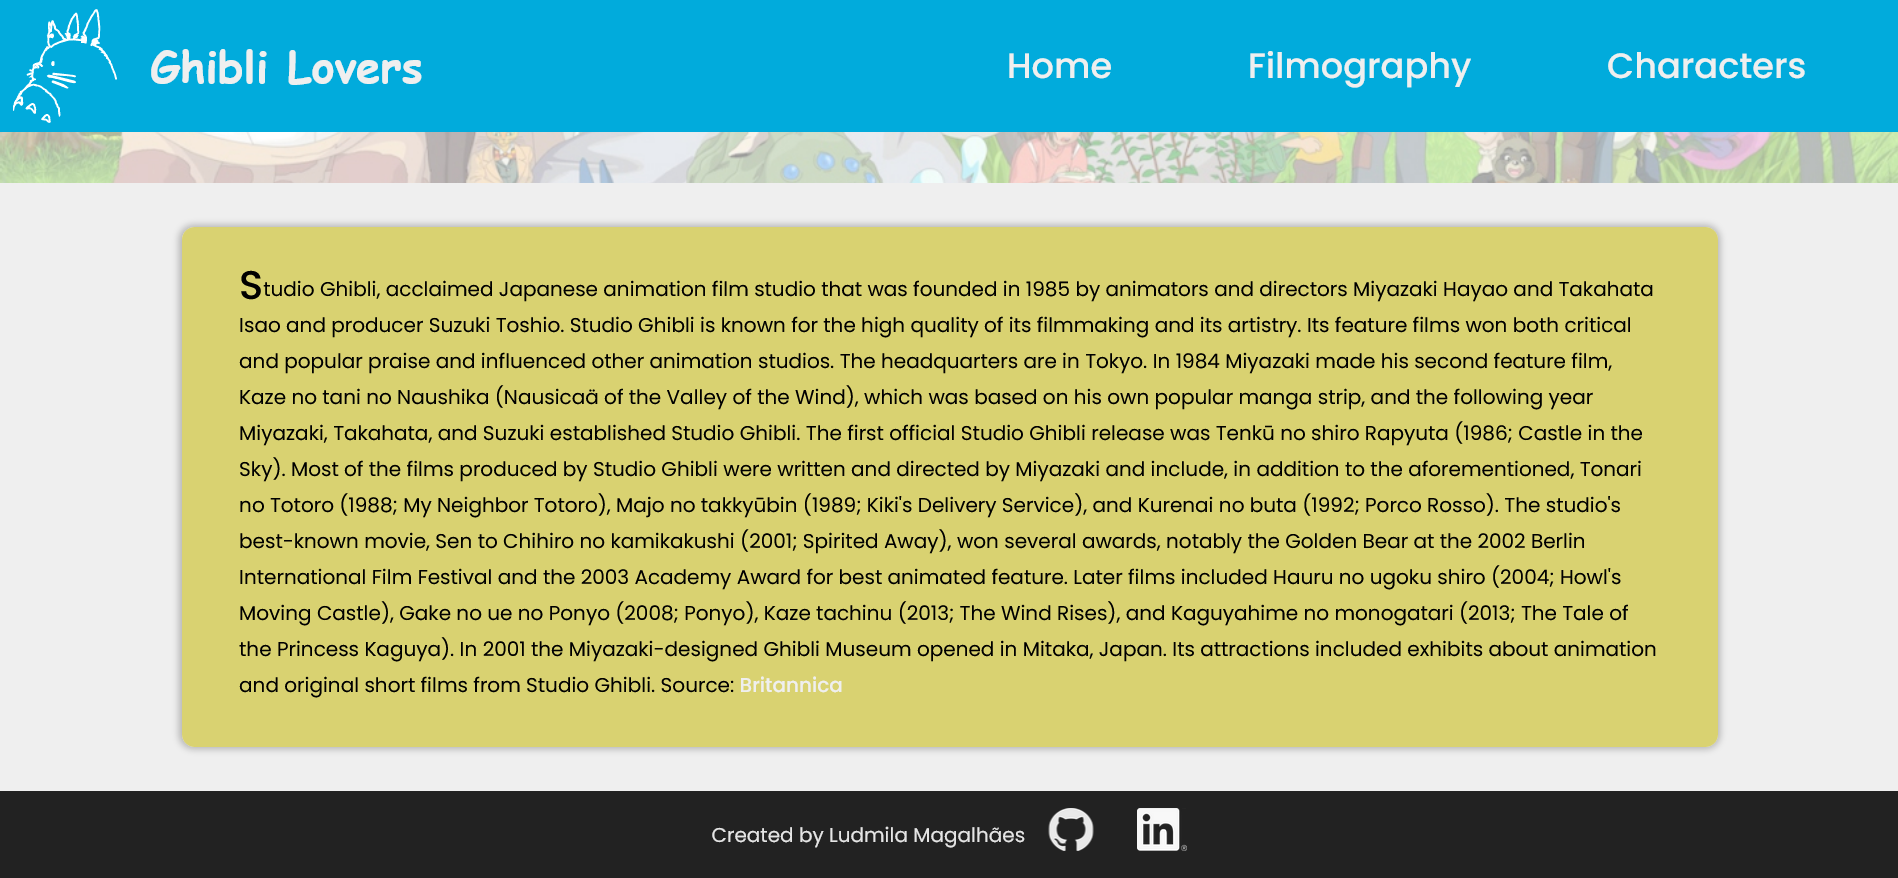 Ghibli Lovers
Home
Filmography
Characters
Studio Ghibli, acclaimed Japanese animation film studio that was founded in 1985 by animators and directors Miyazaki Hayao and Takahata
Isao and producer Suzuki Toshio. Studio Ghibli is known for the high quality of its filmmaking and its artistry. Its feature films won both critical
and popular praise and influenced other animation studios. The headquarters are in Tokyo. In 1984 Miyazaki made his second feature film,
Kaze no tani no Naushika (Nausicaä of the Valley of the Wind), which was based on his own popular manga strip, and the following year
Miyazaki, Takahata, and Suzuki established Studio Ghibli. The first official Studio Ghibli release was Tenkū no shiro Rapyuta (1986; Castle in the
Sky). Most of the films produced by Studio Ghibli were written and directed by Miyazaki and include, in addition to the aforementioned, Tonari
no Totoro (1988; My Neighbor Totoro), Majo no takkyūbin (1989; Kiki's Delivery Service), and Kurenai no buta (1992; Porco Rosso). The studio's
best-known movie, Sen to Chihiro no kamikakushi (2001; Spirited Away), won several awards, notably the Golden Bear at the 2002 Berlin
International Film Festival and the 2003 Academy Award for best animated feature. Later films included Hauru no ugoku shiro (2004; Howl's
Moving Castle), Gake no ue no Ponyo (2008; Ponyo), Kaze tachinu (2013; The Wind Rises), and Kaguyahime no monogatari (2013; The Tale of
the Princess Kaguya). In 2001 the Miyazaki-designed Ghibli Museum opened in Mitaka, Japan. Its attractions included exhibits about animation
and original short films from Studio Ghibli. Source: Britannica
Created by Ludmila Magalhães
in
®